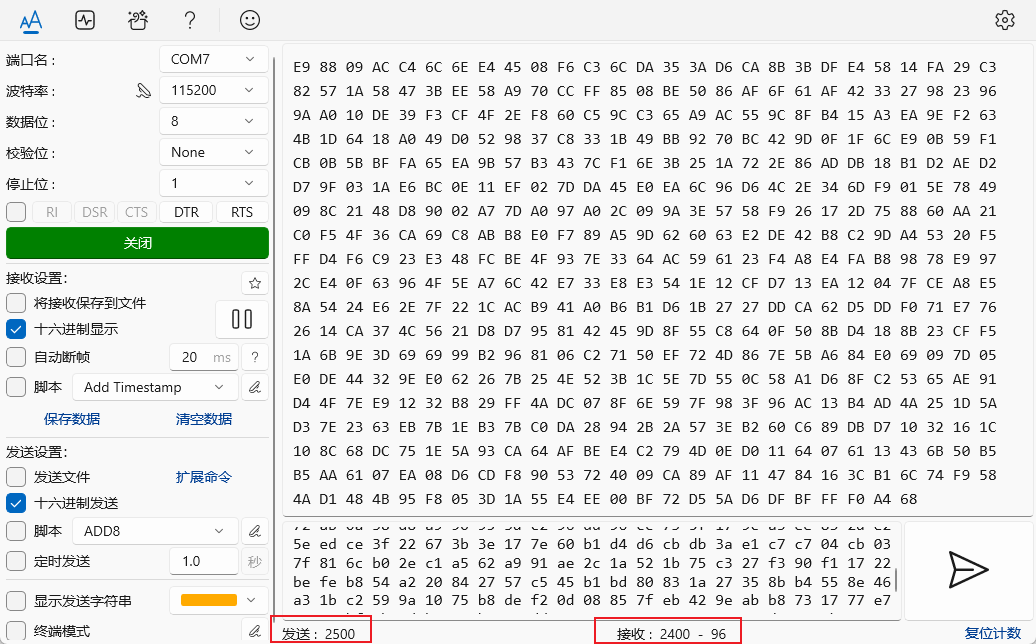 端口名：
COM7
波特率：
115200
数据位：
8
校验位：
None
停止位：
1
RI DSR CTS DTR RTS
关闭
接收设置：
将接收保存到文件
十六进制显示
自动断帧
20 ms ?
脚本
Add Timestamp
保存数据 清空数据
发送设置：
发送文件 扩展命令
十六进制发送
脚本
ADD8
定时发送
1.0 秒
显示发送字符串
终端模式
E9 88 09 AC C4 6C 6E E4 45 08 F6 C3 6C DA 35 3A D6 CA 8B 3B DF E4 58 14 FA 29 C3
82 57 1A 58 47 3B EE 58 A9 70 CC FF 85 08 BE 50 86 AF 6F 61 AF 42 33 27 98 23 96
9A A0 10 DE 39 F3 CF 4F 2E F8 60 C5 9C C3 65 A9 AC 55 9C 8F B4 15 A3 EA 9E F2 63
4B 1D 64 18 A0 49 D0 52 98 37 C8 33 1B 49 BB 92 70 BC 42 9D 0F 1F 6C E9 0B 59 F1
CB 0B 5B BF FA 65 EA 9B 57 B3 43 7C F1 6E 3B 25 1A 72 2E 86 AD DB 18 B1 D2 AE D2
D7 9F 03 1A E6 BC 0E 11 EF 02 7D DA 45 E0 EA 6C 96 D6 4C 2E 34 6D F9 01 5E 78 49
09 8C 21 48 D8 90 02 A7 7D A0 97 A0 2C 09 9A 3E 57 58 F9 26 17 2D 75 88 60 AA 21
C0 F5 4F 36 CA 69 C8 AB B8 E0 F7 89 A5 9D 62 60 63 E2 DE 42 B8 C2 9D A4 53 20 F5
FF D4 F6 C9 23 E3 48 FC BE 4F 93 7E 33 64 AC 59 61 23 F4 A8 E4 FA B8 98 78 E9 97
2C E4 0F 63 96 4F 5E A7 6C 42 E7 33 E8 E3 54 1E 12 CF D7 13 EA 12 04 7F CE A8 E5
8A 54 24 E6 2E 7F 22 1C AC B9 41 A0 B6 B1 D6 1B 27 27 DD CA 62 D5 DD F0 71 E7 76
26 14 CA 37 4C 56 21 D8 D7 95 81 42 45 9D 8F 55 C8 64 0F 50 8B D4 18 8B 23 CF F5
1A 6B 9E 3D 69 69 99 B2 96 81 06 C2 71 50 EF 72 4D 86 7E 5B A6 84 E0 69 09 7D 05
E0 DE 44 32 9E E0 62 26 7B 25 4E 52 3B 1C 5E 7D 55 0C 58 A1 D6 8F C2 53 65 AE 91
D4 4F 7E E9 12 32 B8 29 FF 4A DC 07 8F 6E 59 7F 98 3F 96 AC 13 B4 AD 4A 25 1D 5A
D3 7E 23 63 EB 7B 1E B3 7B C0 DA 28 94 2B 2A 57 3E B2 60 C6 89 DB D7 10 32 16 1C
10 8C 68 DC 75 1E 5A 93 CA 64 AF BE E4 C2 79 4D 0E D0 11 64 07 61 13 43 6B 50 B5
B5 AA 61 07 EA 08 D6 CD F8 90 53 72 40 09 CA 89 AF 11 47 84 16 3C B1 6C 74 F9 58
4A D1 48 4B 95 F8 05 3D 1A 55 E4 EE 00 BF 72 D5 5A D6 DF BF FF F0 A4 68
5e ed ce 3f 22 67 3b 3e 17 7e 60 b1 d4 d6 cb db 3a e1 c7 c7 04 cb 03
7f 81 6c b0 2e c1 a5 62 a9 91 ae 2c 1a 52 1b 75 c3 27 f3 90 f1 17 22
be fe b8 54 a2 20 84 27 57 c5 45 b1 bd 80 83 1a 27 35 8b b4 55 8e 46
a3 1b c2 59 9a 10 75 b8 de f2 0d 08 85 7f eb 42 9e ab b8 73 17 77 e7
发送：2500
接收：2400 - 96
复位计数